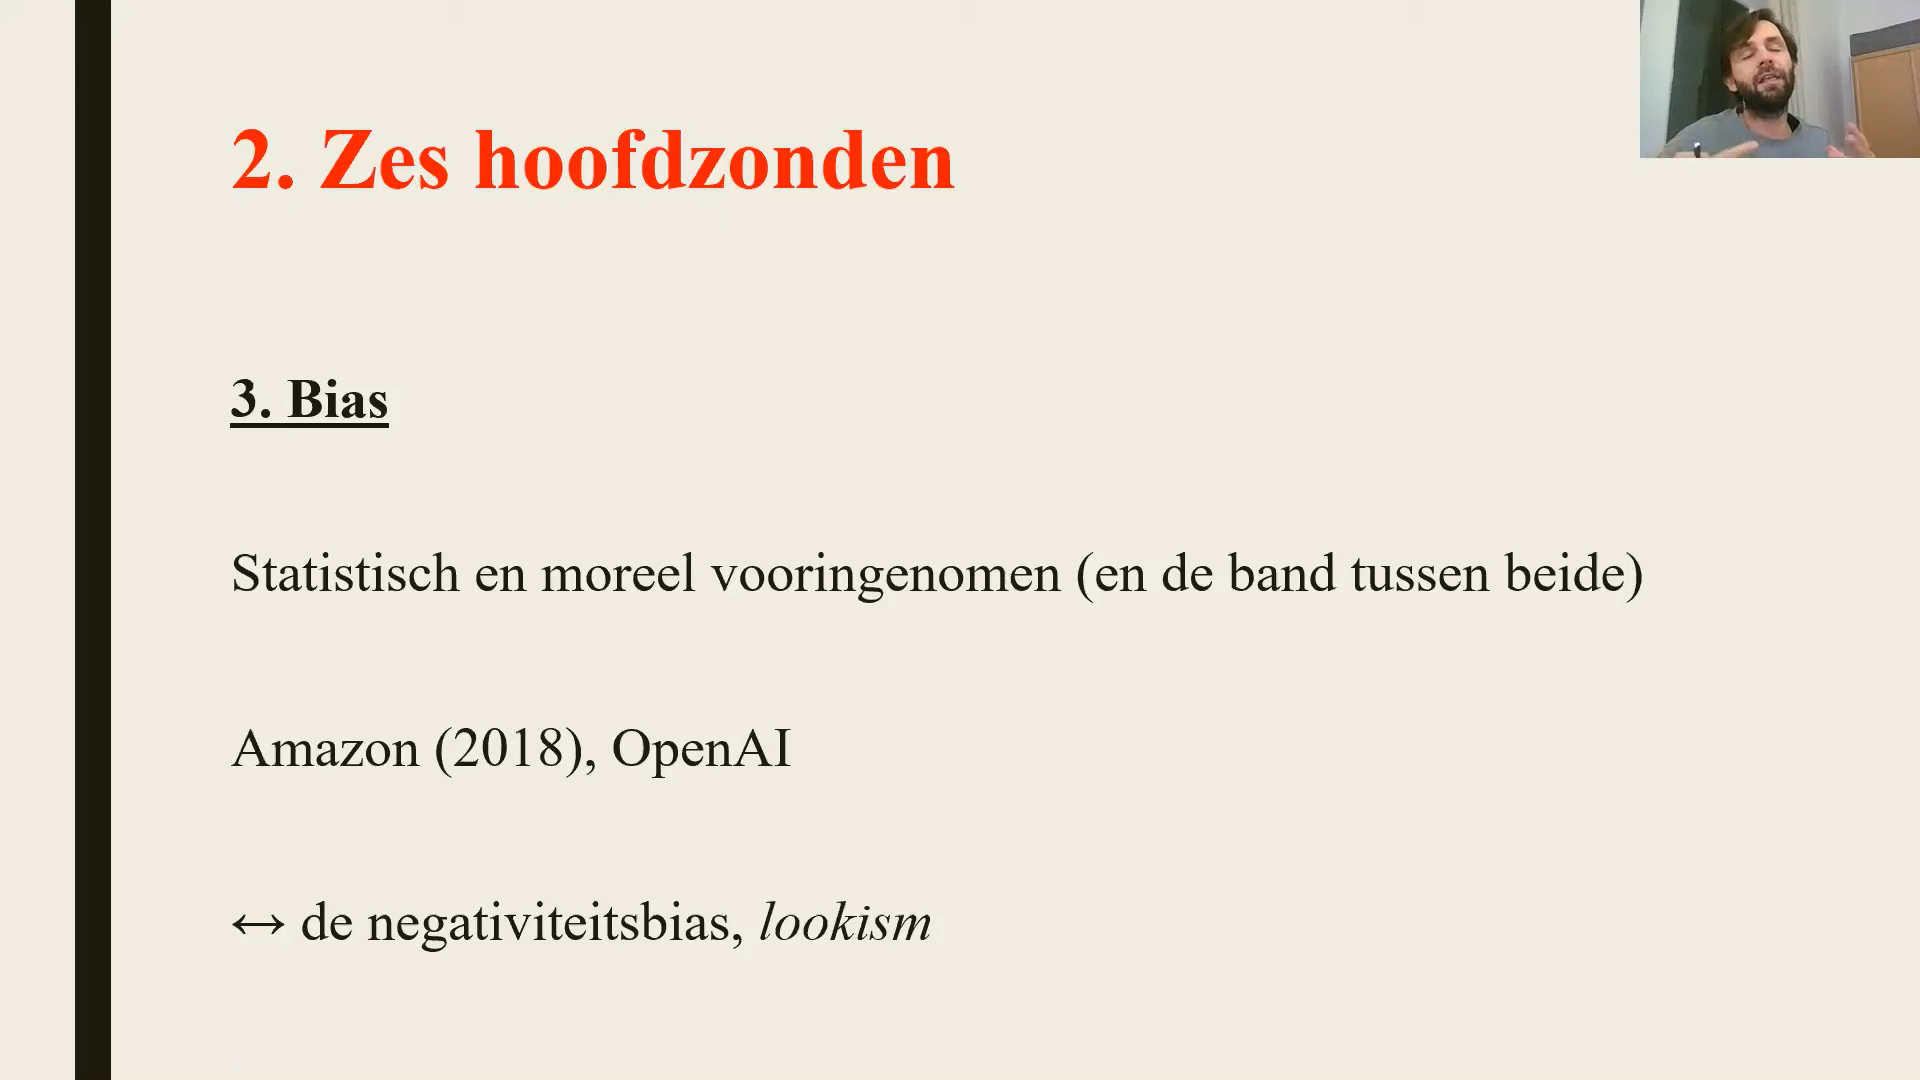 2. Zes hoofdzonden
3. Bias
Statistisch en moreel vooringenomen (en de band tussen beide)
Amazon (2018), OpenAI
↔ de negativiteitsbias, lookism